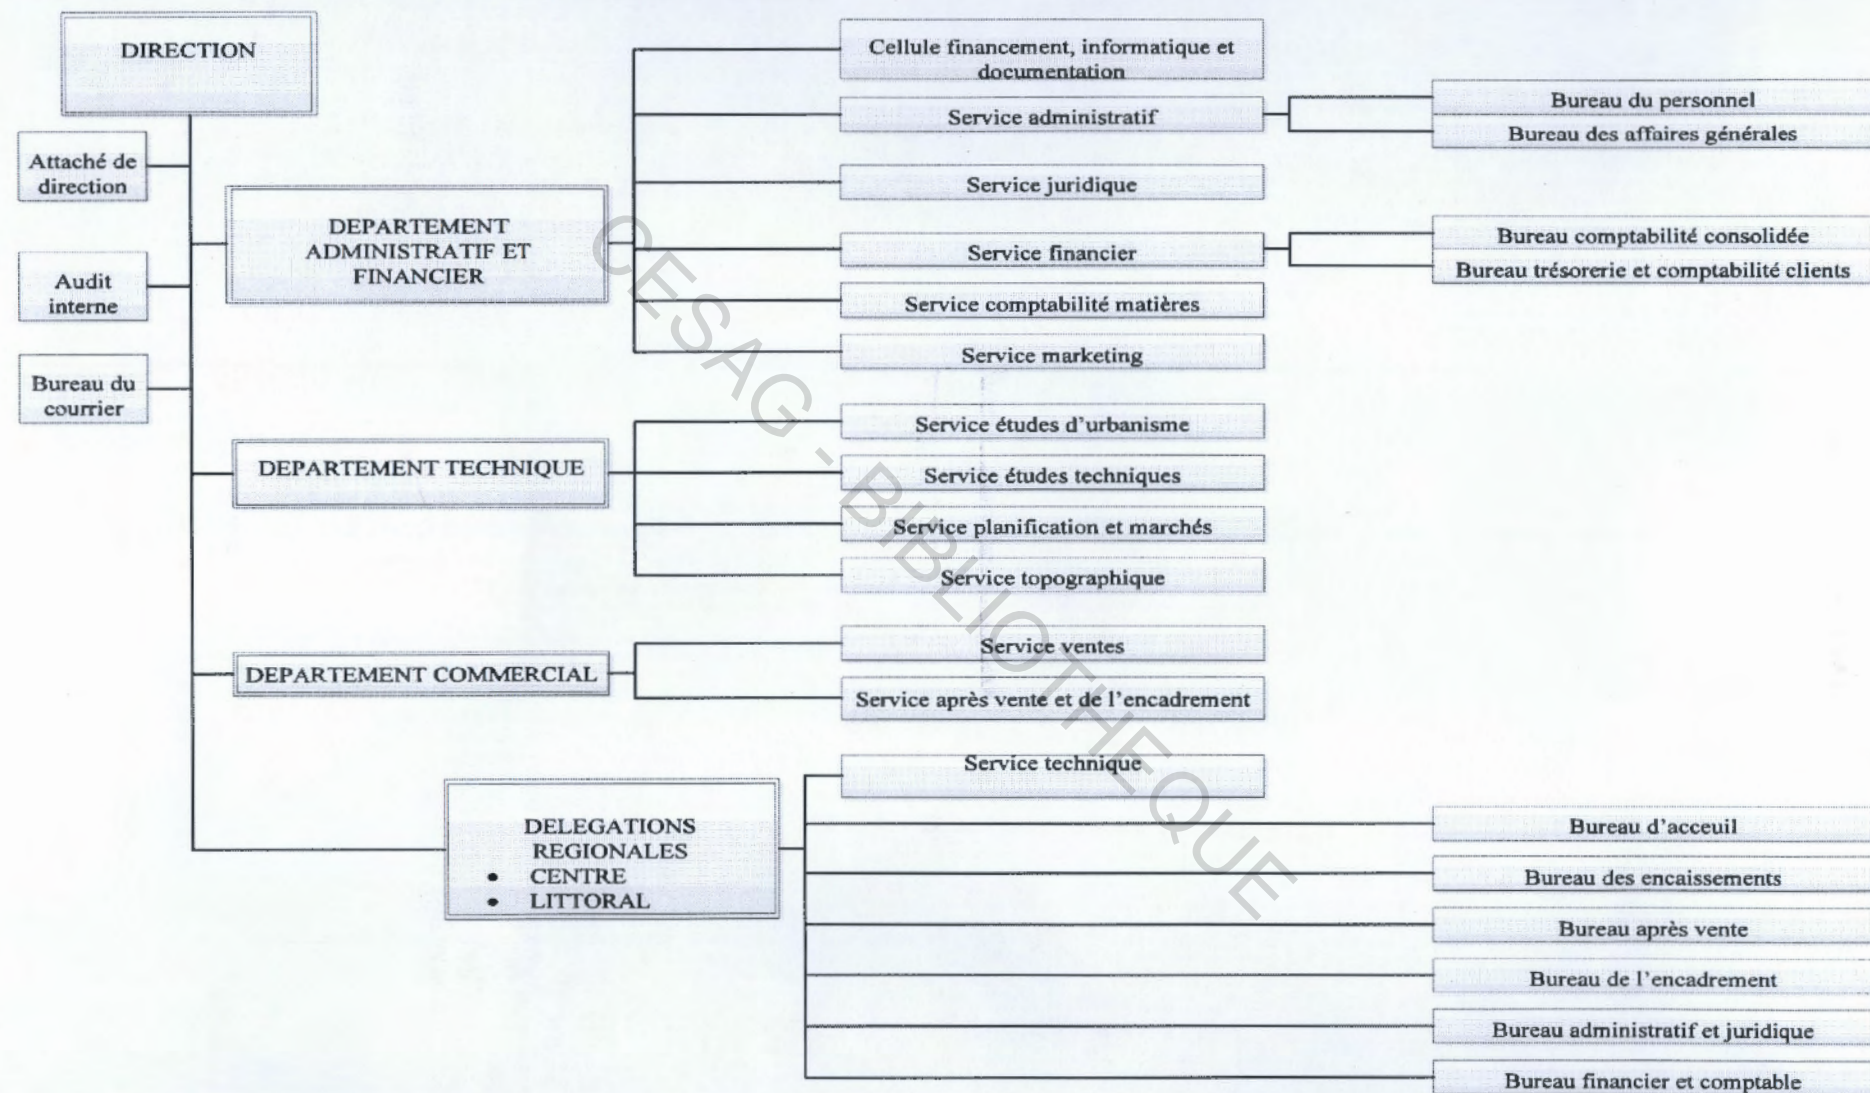 DIRECTION
Attaché de
direction
Audit
interne
Bureau du
courrier
DEPARTEMENT
ADMINISTRATIF ET
FINANCIER
Cellule financement, informatique et
documentation
Service administratif
Bureau du personnel
Bureau des affaires générales
Service juridique
Service financier
Bureau comptabilité consolidée
Bureau trésorerie et comptabilité clients
Service comptabilité matières
Service marketing
DEPARTEMENT TECHNIQUE
Service études d'urbanisme
Service études techniques
Service planification et marchés
Service topographique
DEPARTEMENT COMMERCIAL
Service ventes
Service après vente et de l'encadrement
DELEGATIONS
REGIONALES
• CENTRE
• LITTORAL
Service technique
Bureau d'acceuil
Bureau des encaissements
Bureau après vente
Bureau de l'encadrement
Bureau administratif et juridique
Bureau financier et comptable
CESAG - BIBLIOTHEQUE